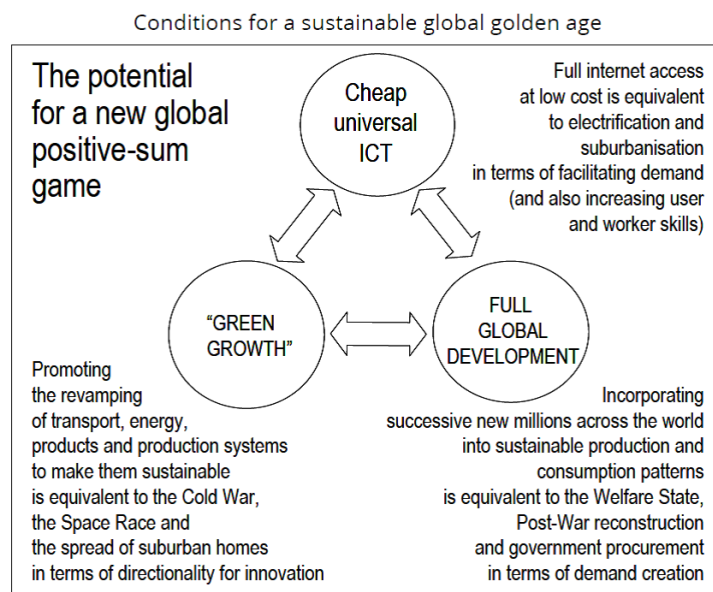 Conditions for a sustainable global golden age
The potential
for a new global
positive-sum
game
Cheap
universal
ICT
Full internet access
at low cost is equivalent
to electrification and
suburbanisation
in terms of facilitating demand
(and also increasing user
and worker skills)
“GREEN
GROWTH”
FULL
GLOBAL
DEVELOPMENT
Promoting
the revamping
of transport, energy,
products and production systems
to make them sustainable
is equivalent to the Cold War,
the Space Race and
the spread of suburban homes
in terms of directionality for innovation
Incorporating
successive new millions across the world
into sustainable production and
consumption patterns
is equivalent to the Welfare State,
Post-War reconstruction
and government procurement
in terms of demand creation